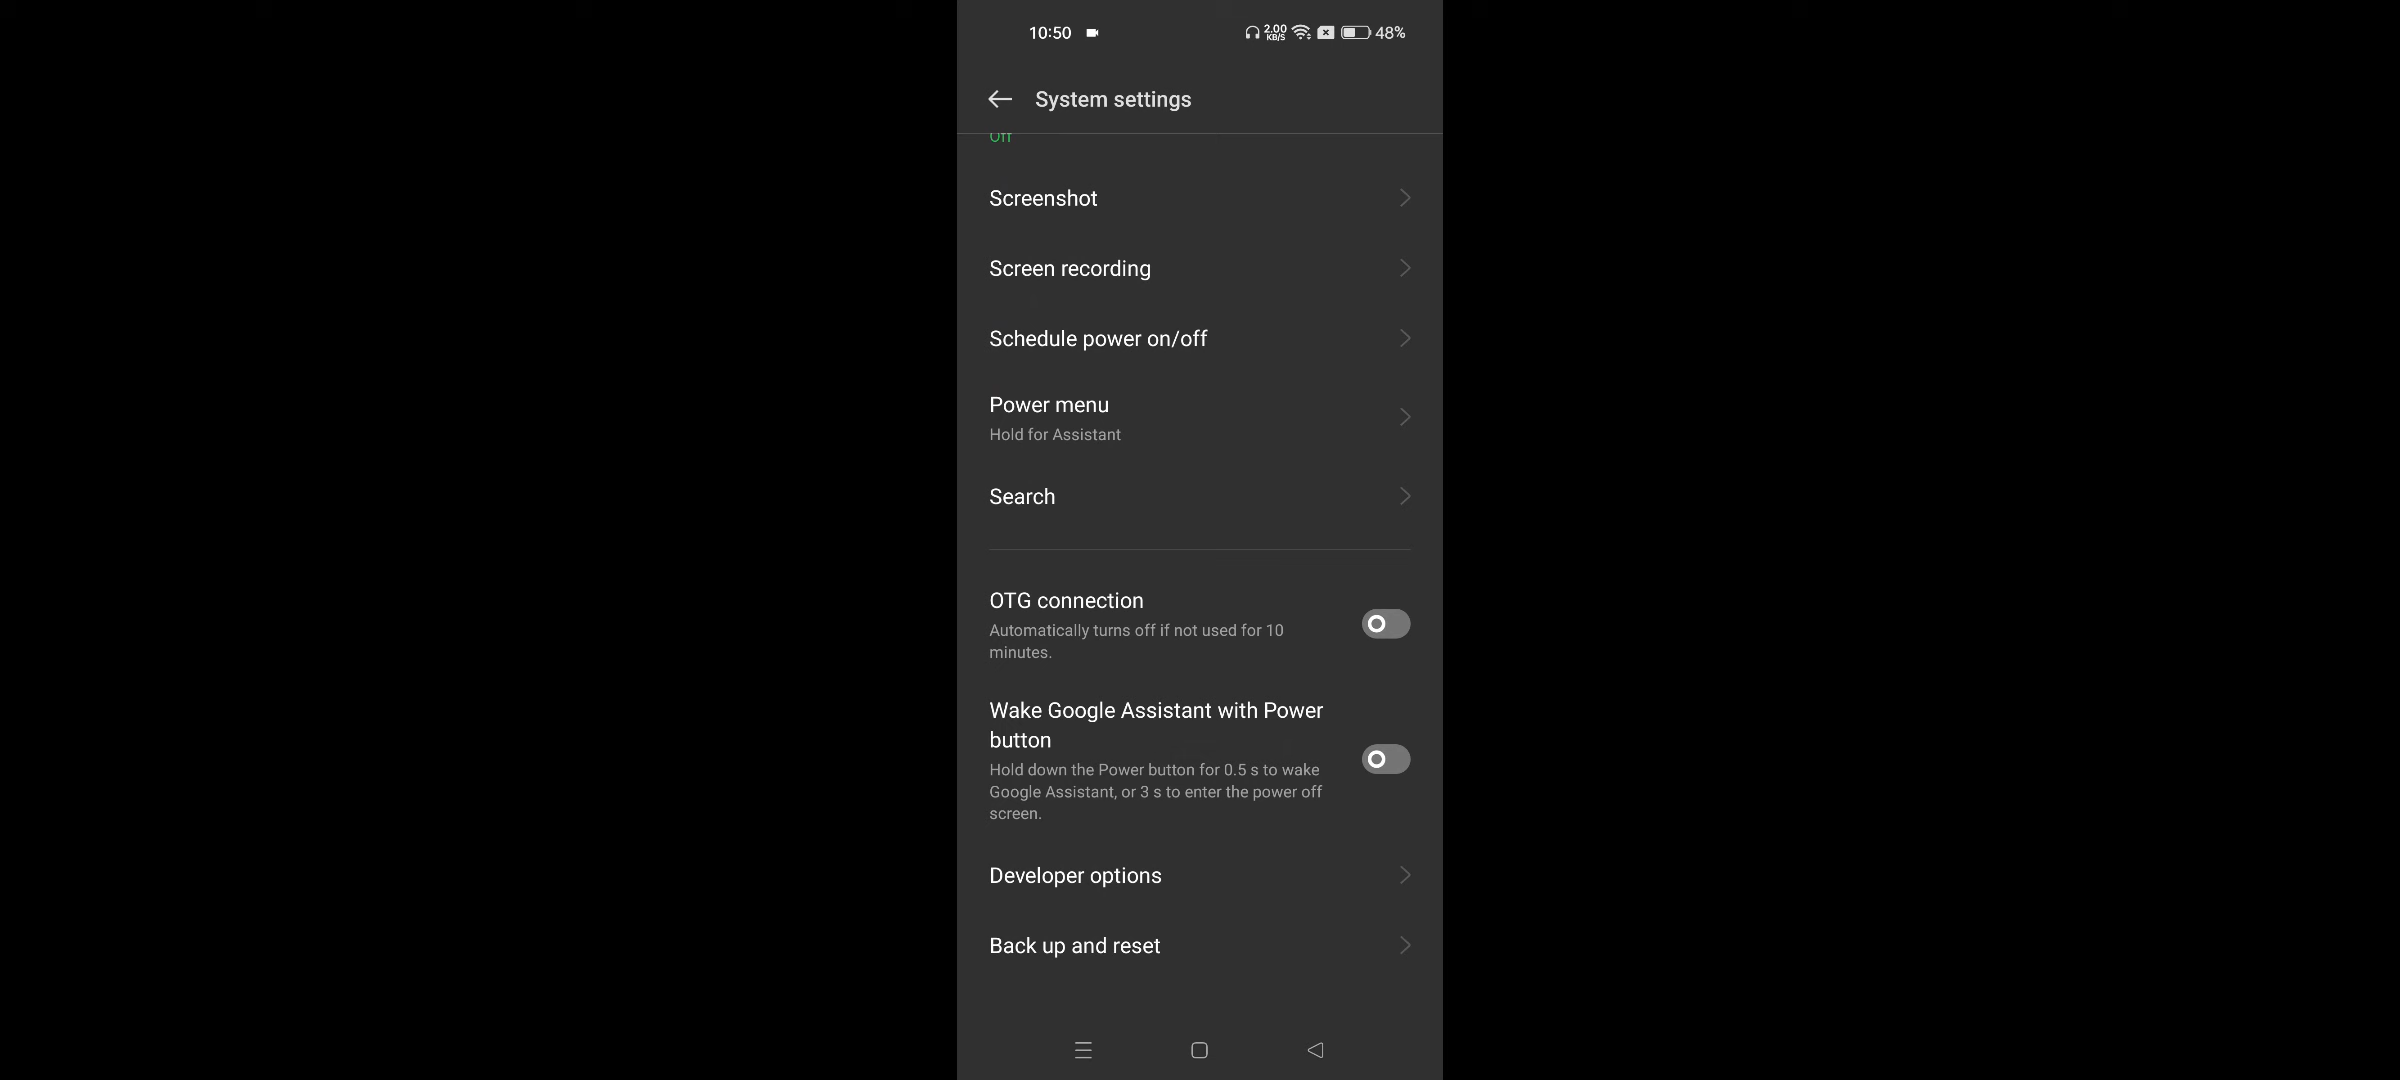 10:50
2.00
KB/S
48%
System settings
Off
Screenshot
Screen recording
Schedule power on/off
Power menu
Hold for Assistant
Search
OTG connection
Automatically turns off if not used for 10
minutes.
Wake Google Assistant with Power
button
Hold down the Power button for 0.5 s to wake
Google Assistant, or 3 s to enter the power off
screen.
Developer options
Back up and reset